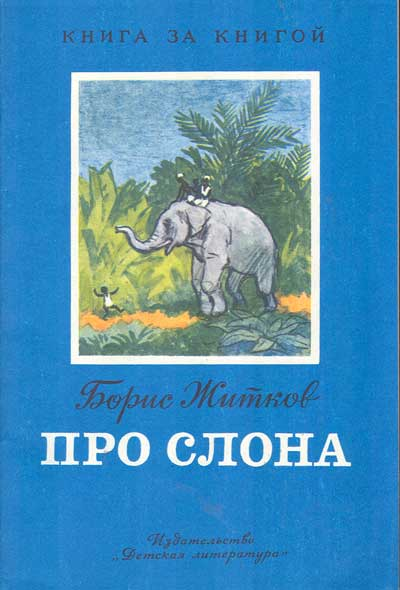 КНИГА ЗА КНИГОЙ
Борис Житков
ПРО СЛОНА
Издательство
„Детская литература"